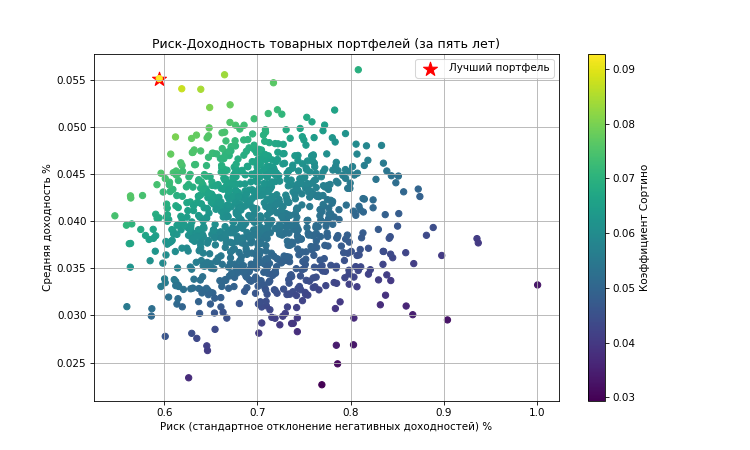 Риск-Доходность товарных портфелей (за пять лет)
Лучший портфель
Средняя доходность %
0.055
0.050
0.045
0.040
0.035
0.030
0.025
0.6 0.7 0.8 0.9 1.0
Риск (стандартное отклонение негативных доходностей) %
0.09
0.08
0.07
0.06
0.05
0.04
0.03
Коэффициент Сортино